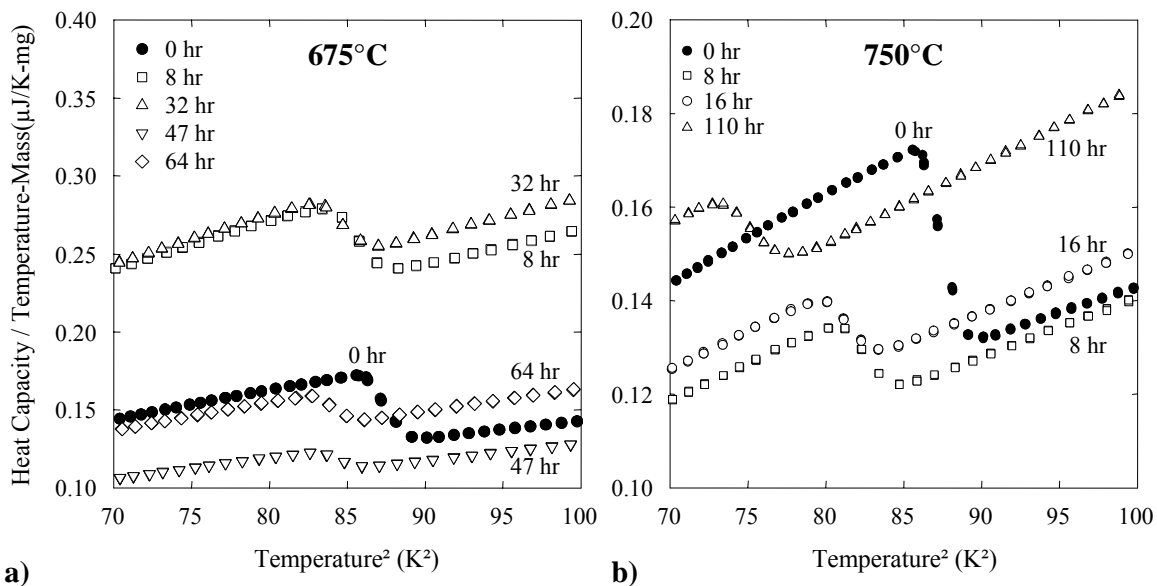 Heat Capacity / Temperature-Mass(μJ/K-mg)
0.40
0.35
0.30
0.25
0.20
0.15
0.10
0 hr
8 hr
32 hr
47 hr
64 hr
675°C
32 hr
8 hr
0 hr
64 hr
47 hr
70 75 80 85 90 95 100
Temperature² (K²)
a)
0.20
0.18
0.16
0.14
0.12
0.10
0 hr
8 hr
16 hr
110 hr
750°C
0 hr
110 hr
16 hr
8 hr
70 75 80 85 90 95 100
Temperature² (K²)
b)